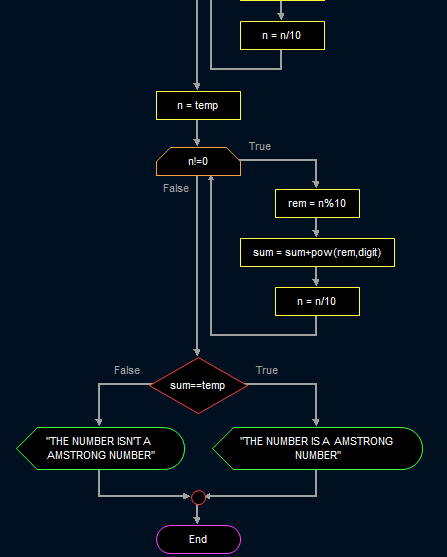 n = n/10
n = temp
n!=0
True
False
rem = n%10
sum = sum+pow(rem,digit)
n = n/10
False
sum==temp
True
"THE NUMBER ISN'T A
AMSTRONG NUMBER"
"THE NUMBER IS A AMSTRONG
NUMBER"
End